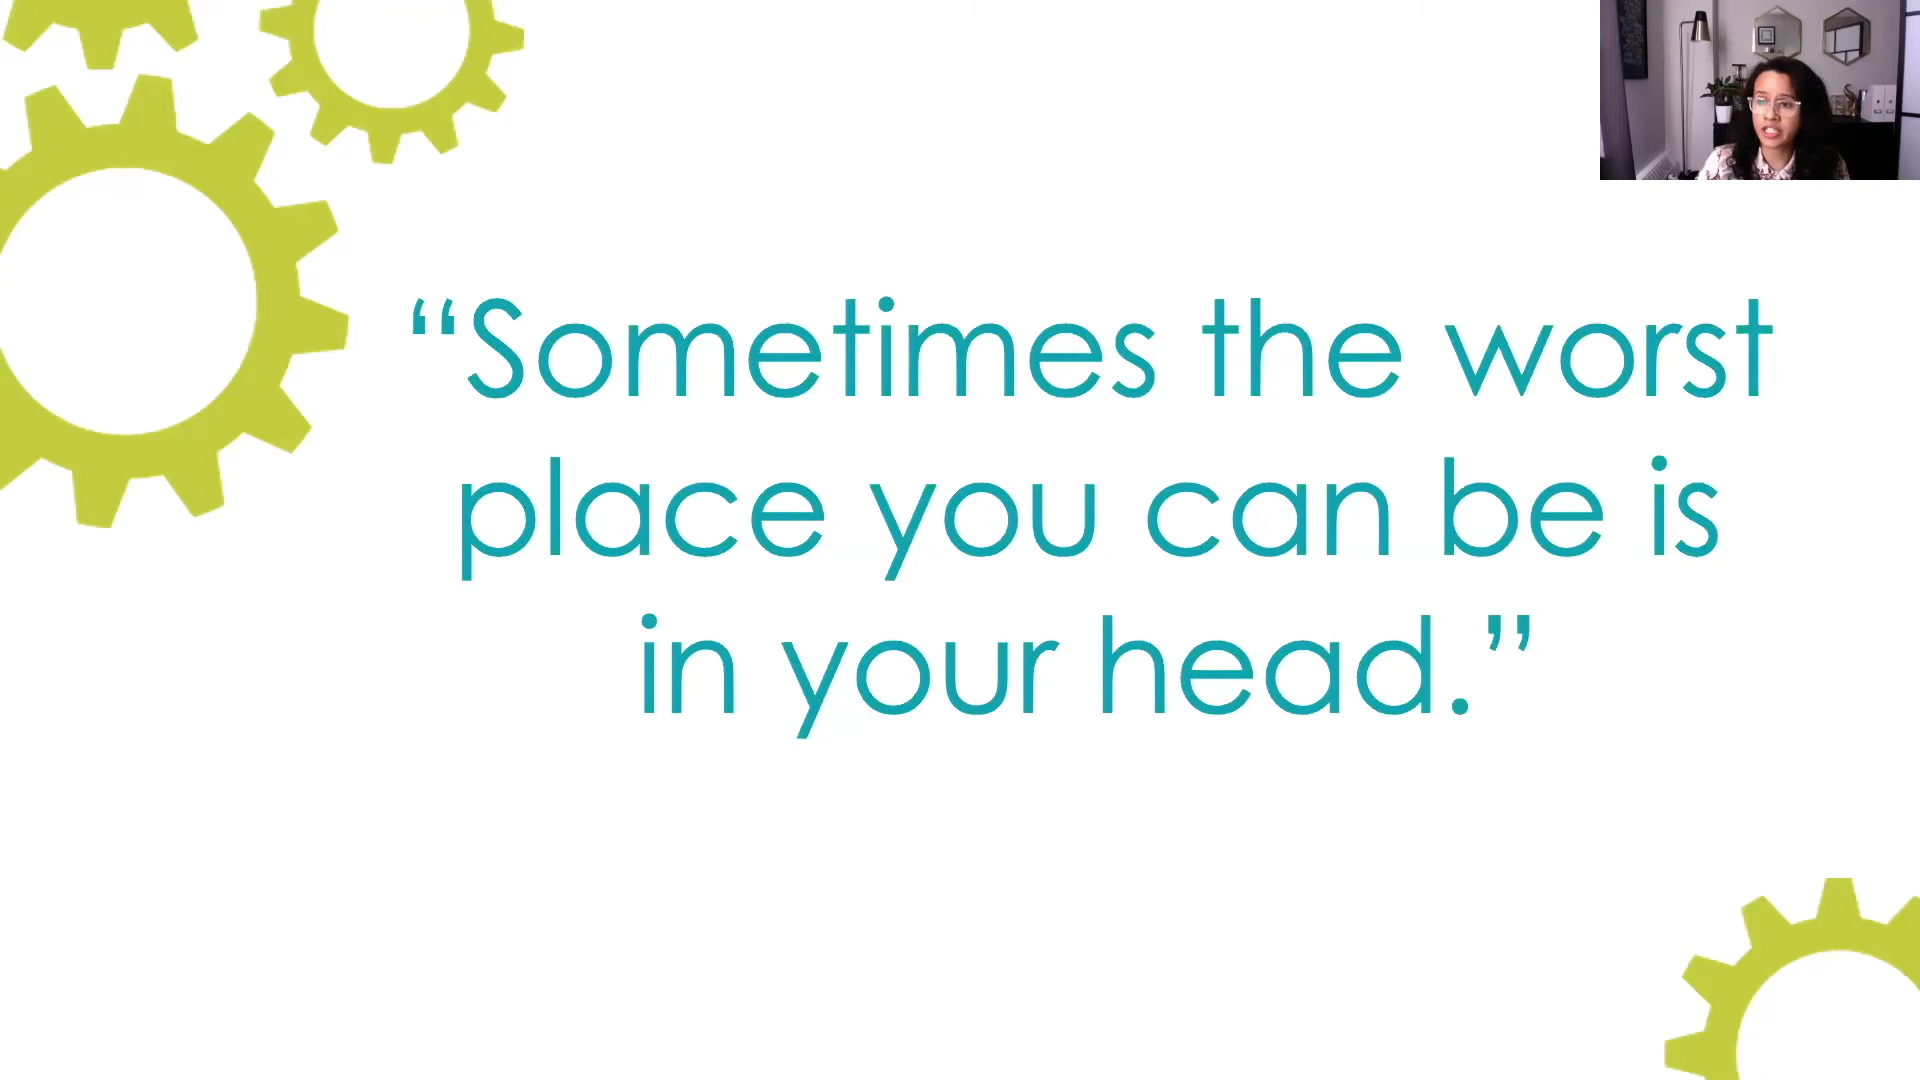 “Sometimes the worst
place you can be is
in your head.”